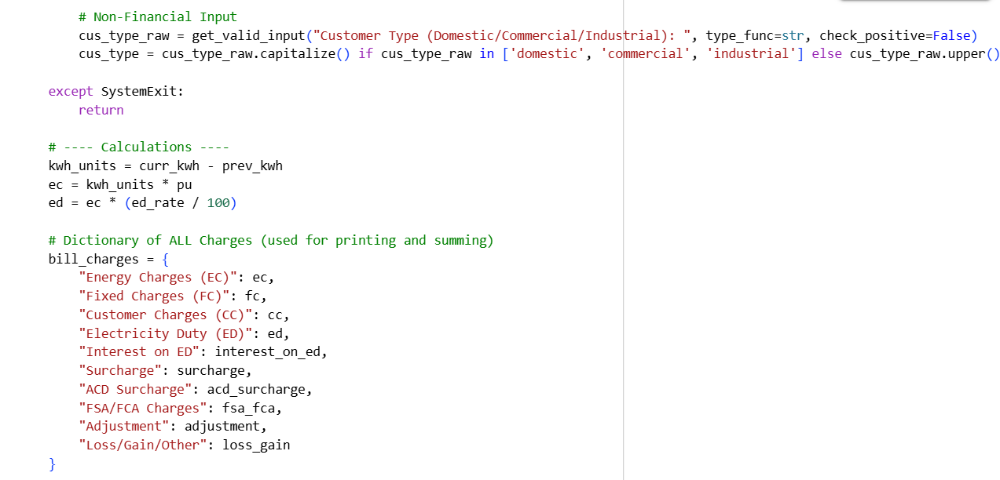 # Non-Financial Input
cus_type_raw = get_valid_input("Customer Type (Domestic/Commercial/Industrial): ", type_func=str, check_positive=False)
cus_type = cus_type_raw.capitalize() if cus_type_raw in ['domestic', 'commercial', 'industrial'] else cus_type_raw.upper()
except SystemExit:
return
# ---- Calculations ----
kwh_units = curr_kwh - prev_kwh
ec = kwh_units * pu
ed = ec * (ed_rate / 100)
# Dictionary of ALL Charges (used for printing and summing)
bill_charges = {
"Energy Charges (EC)": ec,
"Fixed Charges (FC)": fc,
"Customer Charges (CC)": cc,
"Electricity Duty (ED)": ed,
"Interest on ED": interest_on_ed,
"Surcharge": surcharge,
"ACD Surcharge": acd_surcharge,
"FSA/FCA Charges": fsa_fca,
"Adjustment": adjustment,
"Loss/Gain/Other": loss_gain
}